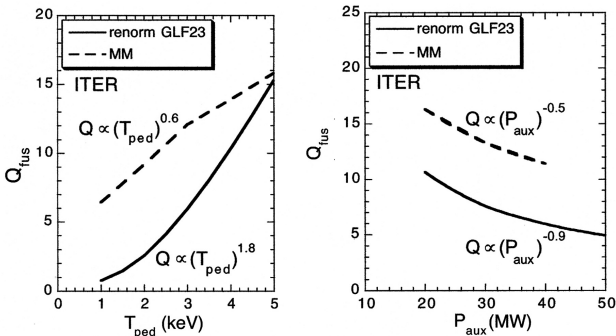 renorm GLF23
MM
ITER
Q ∝ (T_ped)^0.6
Q ∝ (T_ped)^1.8
Q_fus
20
15
10
5
0
0 1 2 3 4 5
T_ped (keV)
renorm GLF23
MM
ITER
Q ∝ (P_aux)^-0.5
Q ∝ (P_aux)^-0.9
Q_fus
25
20
15
10
5
0
10 20 30 40 50
P_aux (MW)